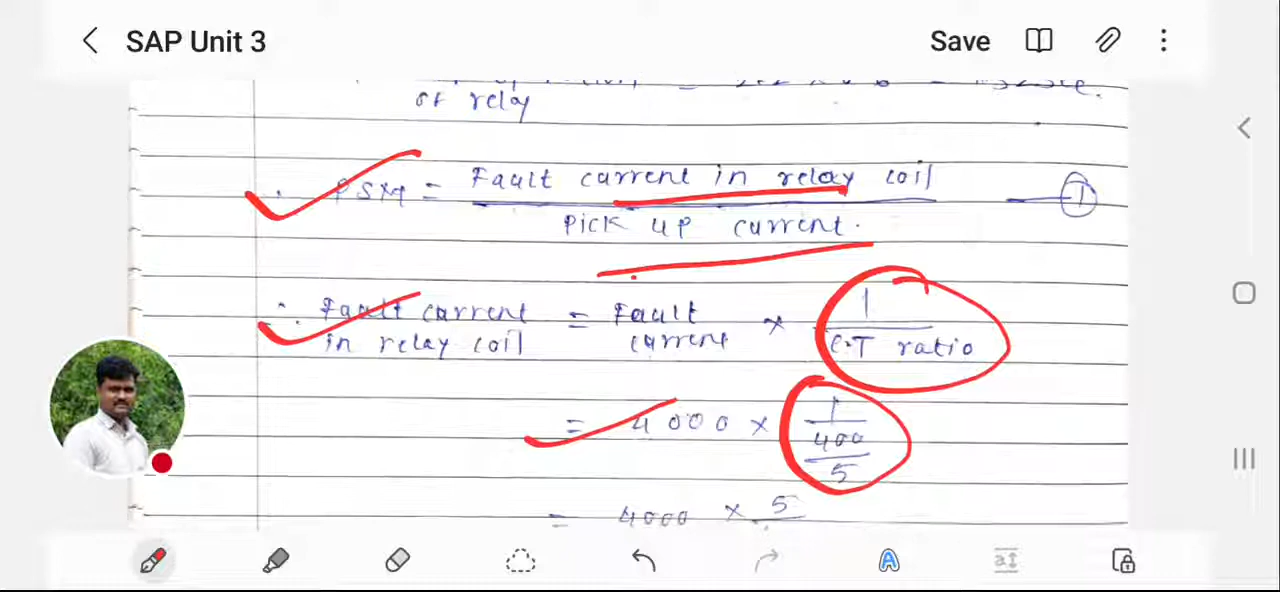 SAP Unit 3
Save
of relay
∴ PSM = Fault current in relay coil / Pick up current. — (1)
∴ Fault current in relay coil = Fault current × 1 / C.T ratio
= 4000 × 1 / 400 / 5
= 4000 × 5